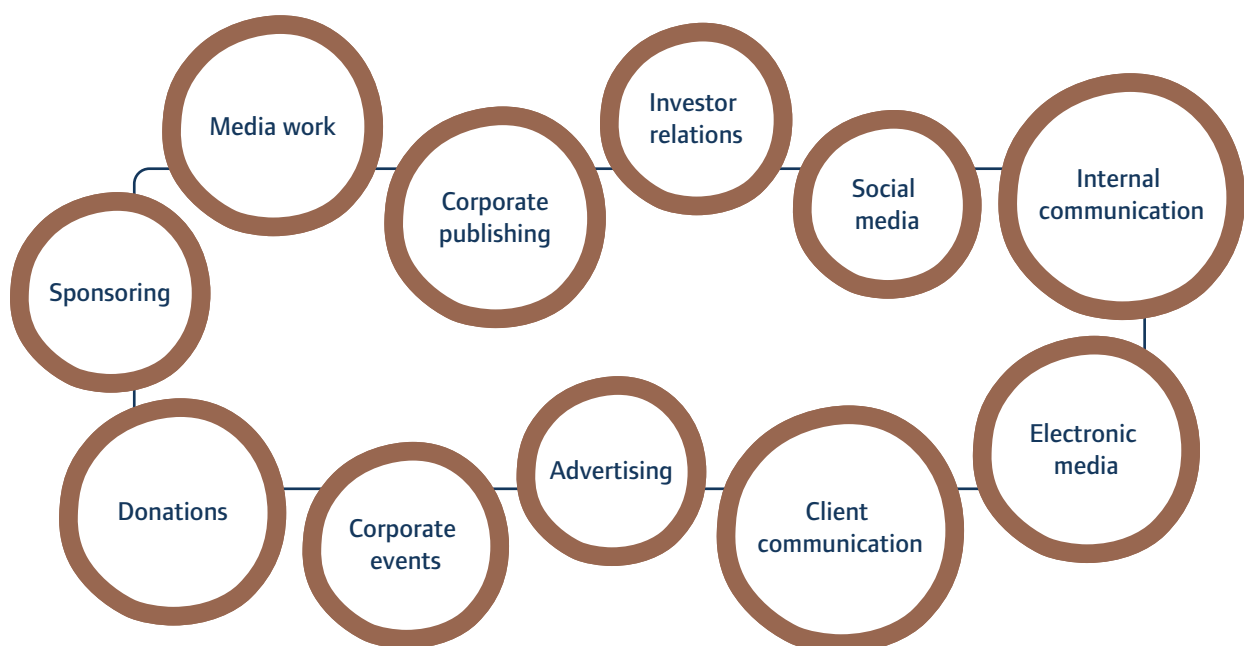 Media work
Corporate
publishing
Investor
relations
Social
media
Internal
communication
Sponsoring
Electronic
media
Donations
Corporate
events
Advertising
Client
communication